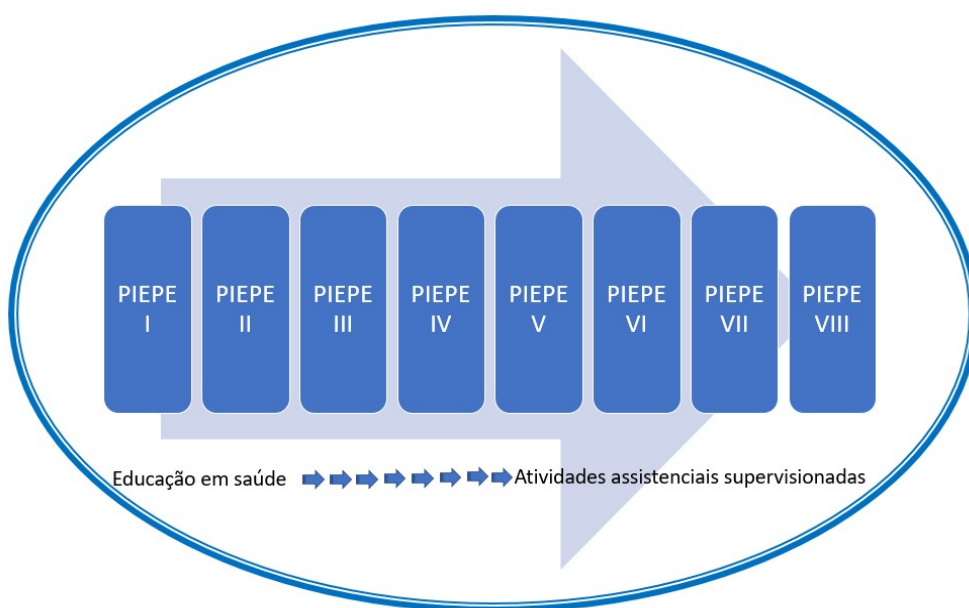 PIEPE
I
PIEPE
II
PIEPE
III
PIEPE
IV
PIEPE
V
PIEPE
VI
PIEPE
VII
PIEPE
VIII
Educação em saúde
Atividades assistenciais supervisionadas